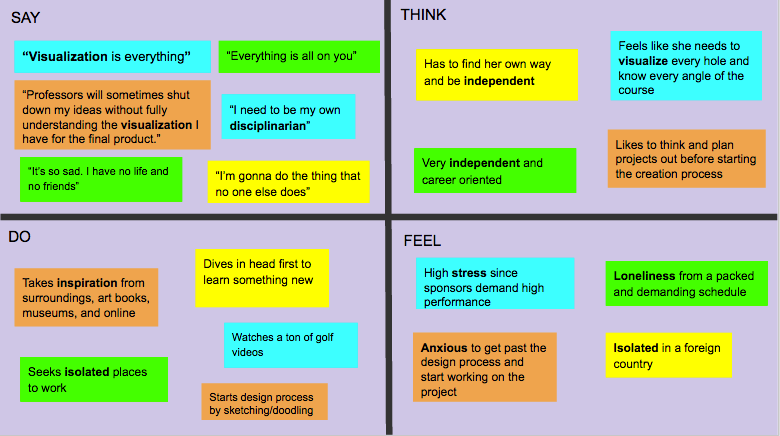 SAY
“Visualization is everything”
“Everything is all on you”
“Professors will sometimes shut
down my ideas without fully
understanding the visualization I
have for the final product.”
“I need to be my own
disciplinarian”
“It's so sad. I have no life and
no friends”
“I’m gonna do the thing that
no one else does”
THINK
Has to find her own way
and be independent
Feels like she needs to
visualize every hole and
know every angle of the
course
Very independent and
career oriented
Likes to think and plan
projects out before starting
the creation process
DO
Takes inspiration from
surroundings, art books,
museums, and online
Dives in head first to
learn something new
Watches a ton of golf
videos
Seeks isolated places
to work
Starts design process
by sketching/doodling
FEEL
High stress since
sponsors demand high
performance
Loneliness from a packed
and demanding schedule
Anxious to get past the
design process and
start working on the
project
Isolated in a foreign
country